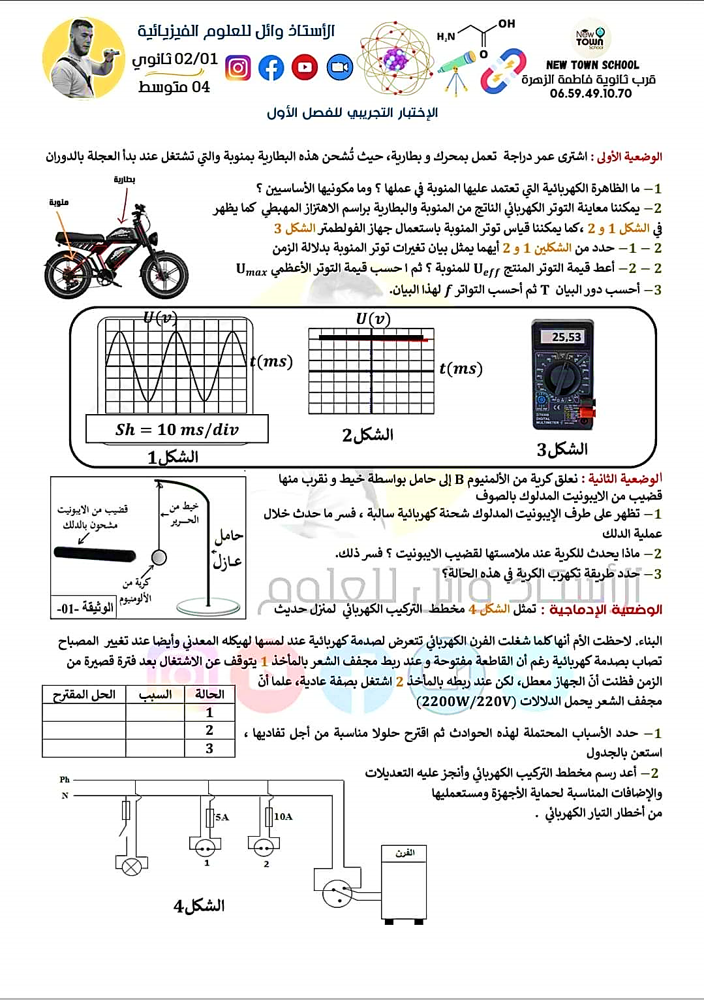 الأستاذ وائل للعلوم الفيزيائية
02/01 ثانوي
04 متوسط
H₂N
OH
O
New
TOWN
School
NEW TOWN SCHOOL
قرب ثانوية فاطمة الزهرة
06.59.49.10.70
الإختبار التجريبي للفصل الأول
الوضعية الأولى : اشترى عمر دراجة تعمل بمحرك و بطارية، حيث تُشحن هذه البطارية بمنوبة والتي تشتغل عند بدأ العجلة بالدوران
بطارية
منوبة
1– ما الظاهرة الكهربائية التي تعتمد عليها المنوبة في عملها ؟ وما مكونيها الأساسيين ؟
2– يمكننا معاينة التوتر الكهربائي الناتج من المنوبة والبطارية براسم الاهتزاز المهبطي كما يظهر
في الشكل 1 و 2 ،كما يمكننا قياس توتر المنوبة باستعمال جهاز الفولطمتر الشكل 3
2 – 1– حدد من الشكلين 1 و 2 أيهما يمثل بيان تغيرات توتر المنوبة بدلالة الزمن
2 – 2– أعط قيمة التوتر المنتج Ueff للمنوبة ؟ ثم احسب قيمة التوتر الأعظمي Umax
3– أحسب دور البيان T ثم أحسب التواتر f لهذا البيان.
U(v)
t(ms)
Sh = 10 ms/div
الشكل1
U(v)
t(ms)
الشكل2
25,53
DIGITAL
MULTIMETER
الشكل3
الوضعية الثانية : نعلق كرية من الألمنيوم B إلى حامل بواسطة خيط و نقرب منها
قضيب من الايبونيت المدلوك بالصوف
1– تظهر على طرف الإيبونيت المدلوك شحنة كهربائية سالبة ، فسر ما حدث خلال
عملية الدلك
2– ماذا يحدث للكرية عند ملامستها لقضيب الايبونيت ؟ فسر ذلك.
3– حدد طريقة تكهرب الكرية في هذه الحالة؟
قضيب من الايبونيت
مشحون بالدلك
خيط من
الحرير
حامل
عازل
كرية من
الألومنيوم
الوثيقة -01-
الأستاذ وائل للعلوم
الوضعية الإدماجية : تمثل الشكل 4 مخطط التركيب الكهربائي لمنزل حديث
البناء. لاحظت الأم أنها كلما شغلت الفرن الكهربائي تتعرض لصدمة كهربائية عند لمسها لهيكله المعدني وأيضا عند تغيير المصباح
تصاب بصدمة كهربائية رغم أن القاطعة مفتوحة و عند ربط مجفف الشعر بالمأخذ 1 يتوقف عن الاشتغال بعد فترة قصيرة من
الزمن فظنت أنّ الجهاز معطل، لكن عند ربطه بالمأخذ 2 اشتغل بصفة عادية، علما أنّ
مجفف الشعر يحمل الدلالات (2200W/220V)
الحالة السبب الحل المقترح
1
2
3
1– حدد الأسباب المحتملة لهذه الحوادث ثم اقترح حلولا مناسبة من أجل تفاديها ،
استعن بالجدول
2– أعد رسم مخطط التركيب الكهربائي وأنجز عليه التعديلات
والإضافات المناسبة لحماية الأجهزة ومستعمليها
من أخطار التيار الكهربائي .
Ph
N
5A
10A
1
2
الفرن
الشكل4